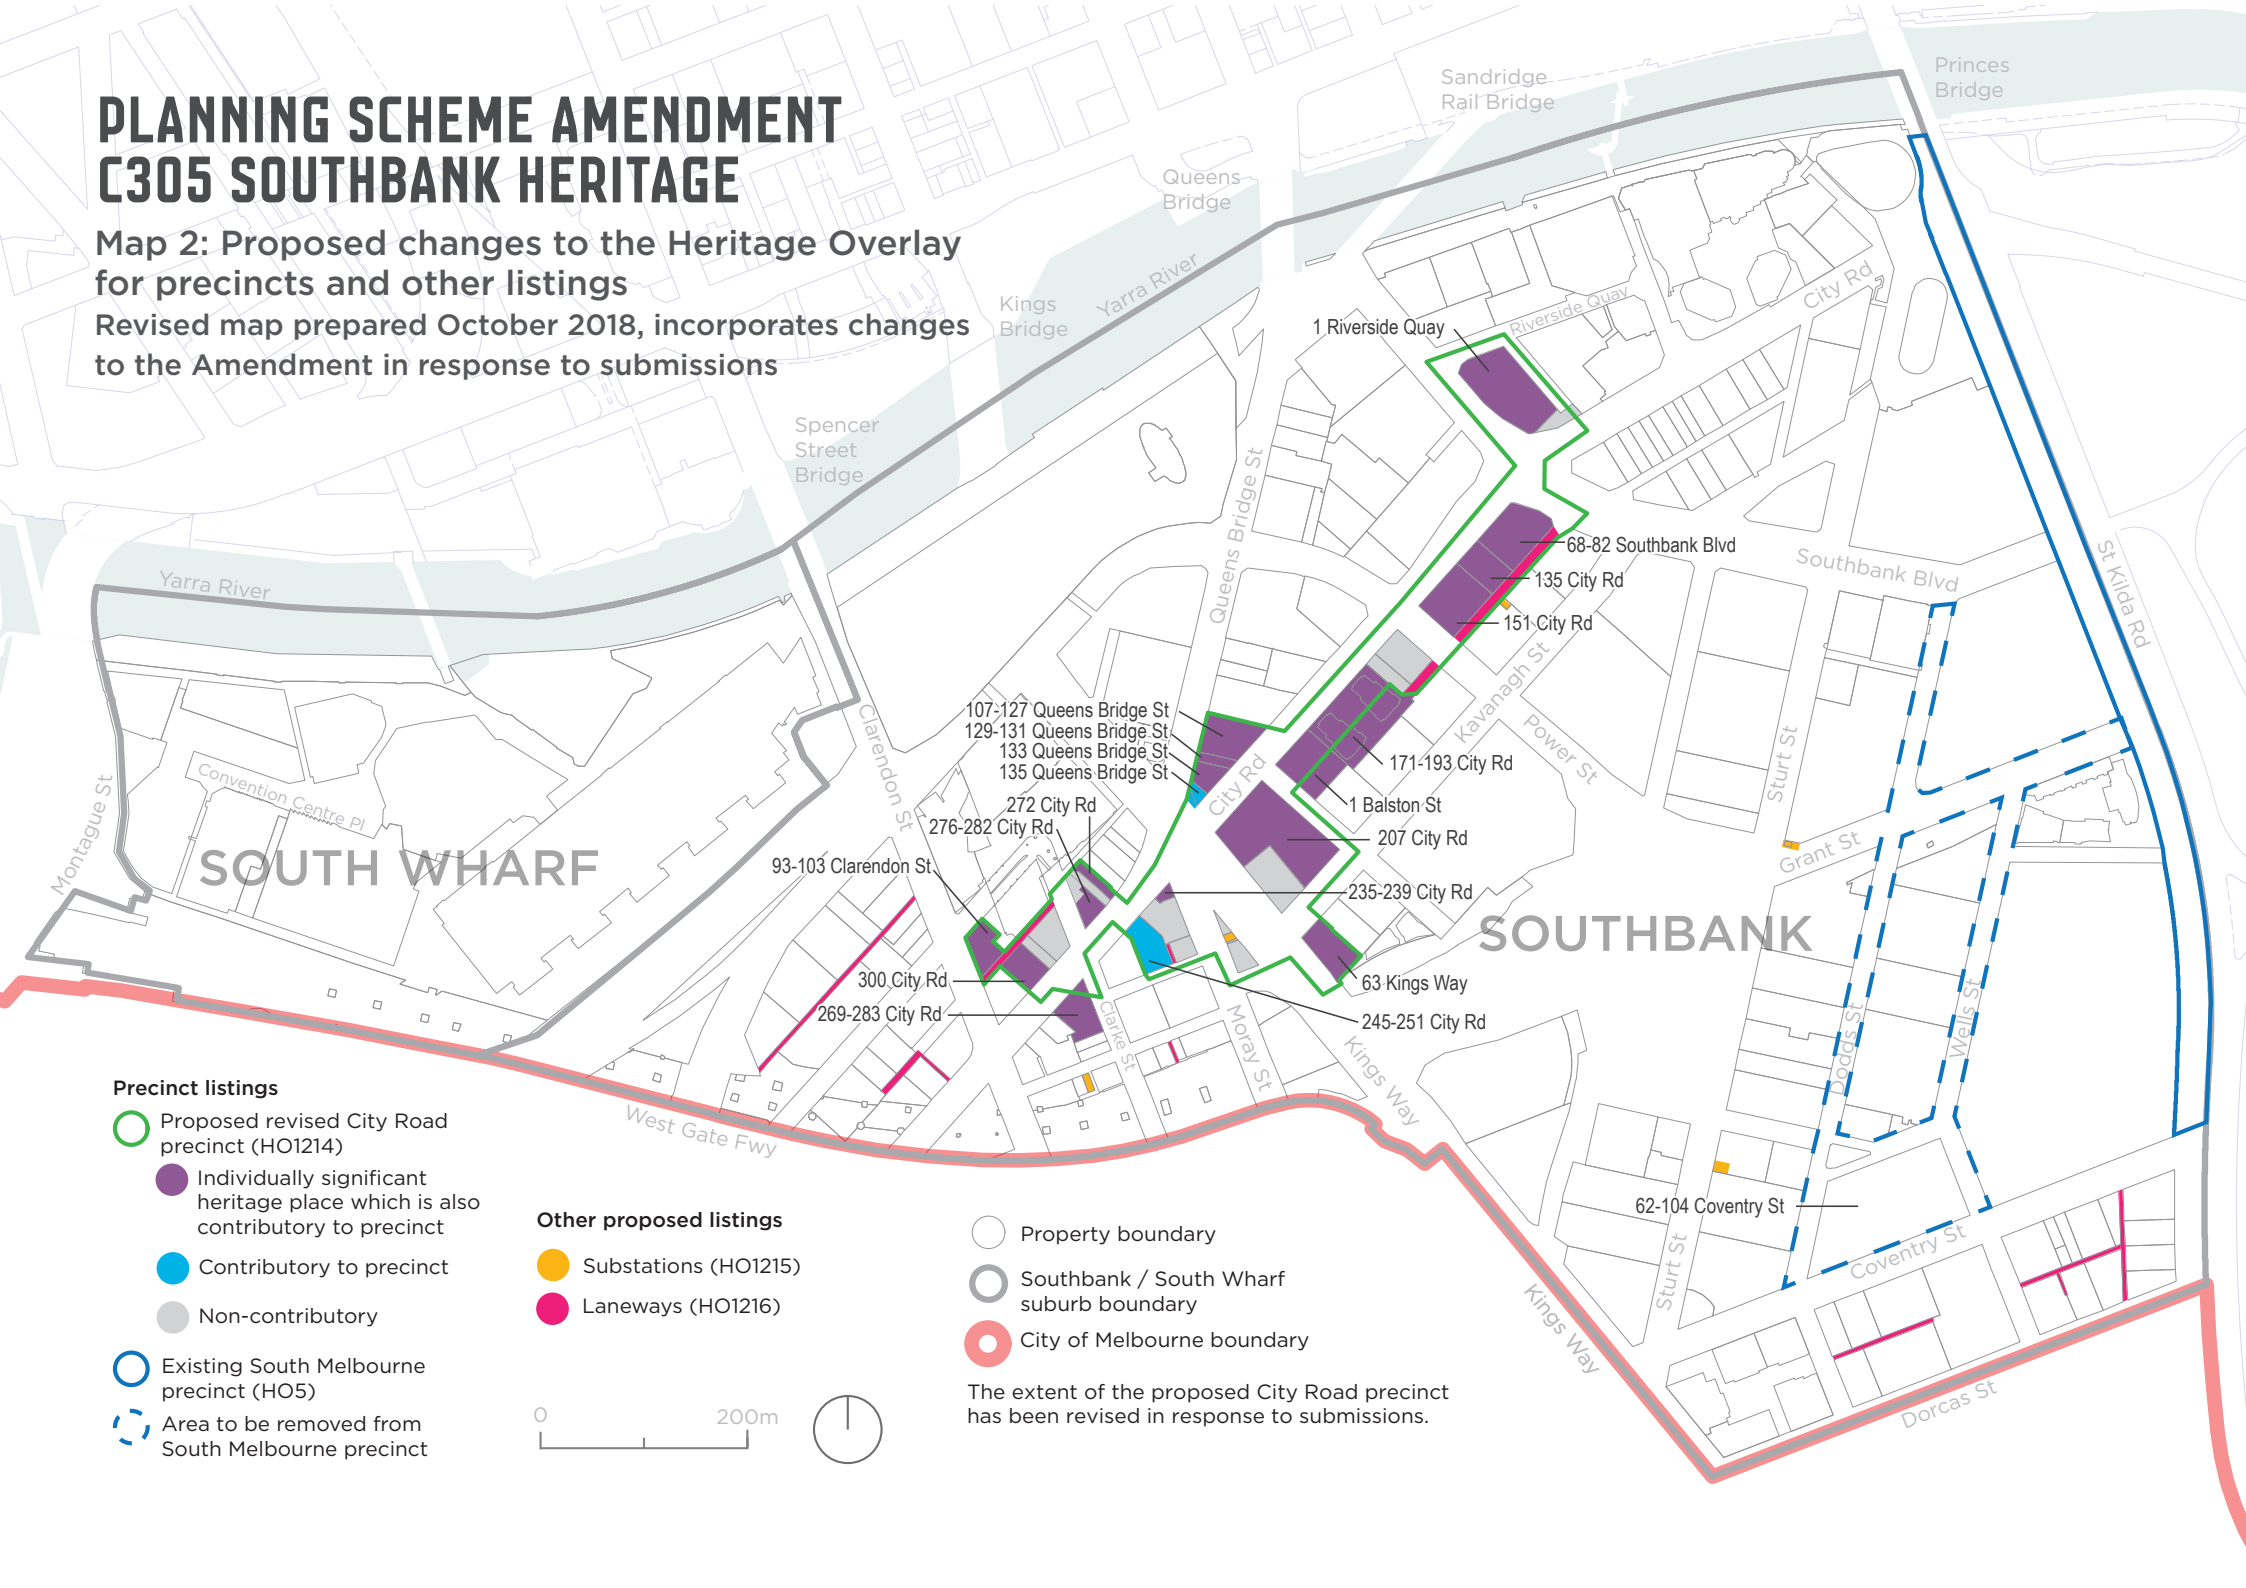 PLANNING SCHEME AMENDMENT
C305 SOUTHBANK HERITAGE
Map 2: Proposed changes to the Heritage Overlay
for precincts and other listings
Revised map prepared October 2018, incorporates changes
to the Amendment in response to submissions
Sandridge
Rail Bridge
Princes
Bridge
Queens
Bridge
Kings
Bridge
Yarra River
Spencer
Street
Bridge
Yarra River
City Rd
Riverside Quay
1 Riverside Quay
Queens Bridge St
68-82 Southbank Blvd
135 City Rd
151 City Rd
Southbank Blvd
St Kilda Rd
Kavanagh St
Power St
Sturt St
Clarendon St
107-127 Queens Bridge St
129-131 Queens Bridge St
133 Queens Bridge St
135 Queens Bridge St
City Rd
171-193 City Rd
1 Balston St
272 City Rd
276-282 City Rd
207 City Rd
93-103 Clarendon St
235-239 City Rd
Convention Centre Pl
Montague St
SOUTH WHARF
SOUTHBANK
Grant St
300 City Rd
63 Kings Way
269-283 City Rd
245-251 City Rd
Clarke St
Moray St
Kings Way
Dodds St
Wells St
West Gate Fwy
62-104 Coventry St
Coventry St
Sturt St
Kings Way
Dorcas St
Precinct listings
Proposed revised City Road
precinct (HO1214)
Individually significant
heritage place which is also
contributory to precinct
Contributory to precinct
Non-contributory
Existing South Melbourne
precinct (HO5)
Area to be removed from
South Melbourne precinct
Other proposed listings
Substations (HO1215)
Laneways (HO1216)
0
200m
Property boundary
Southbank / South Wharf
suburb boundary
City of Melbourne boundary
The extent of the proposed City Road precinct
has been revised in response to submissions.